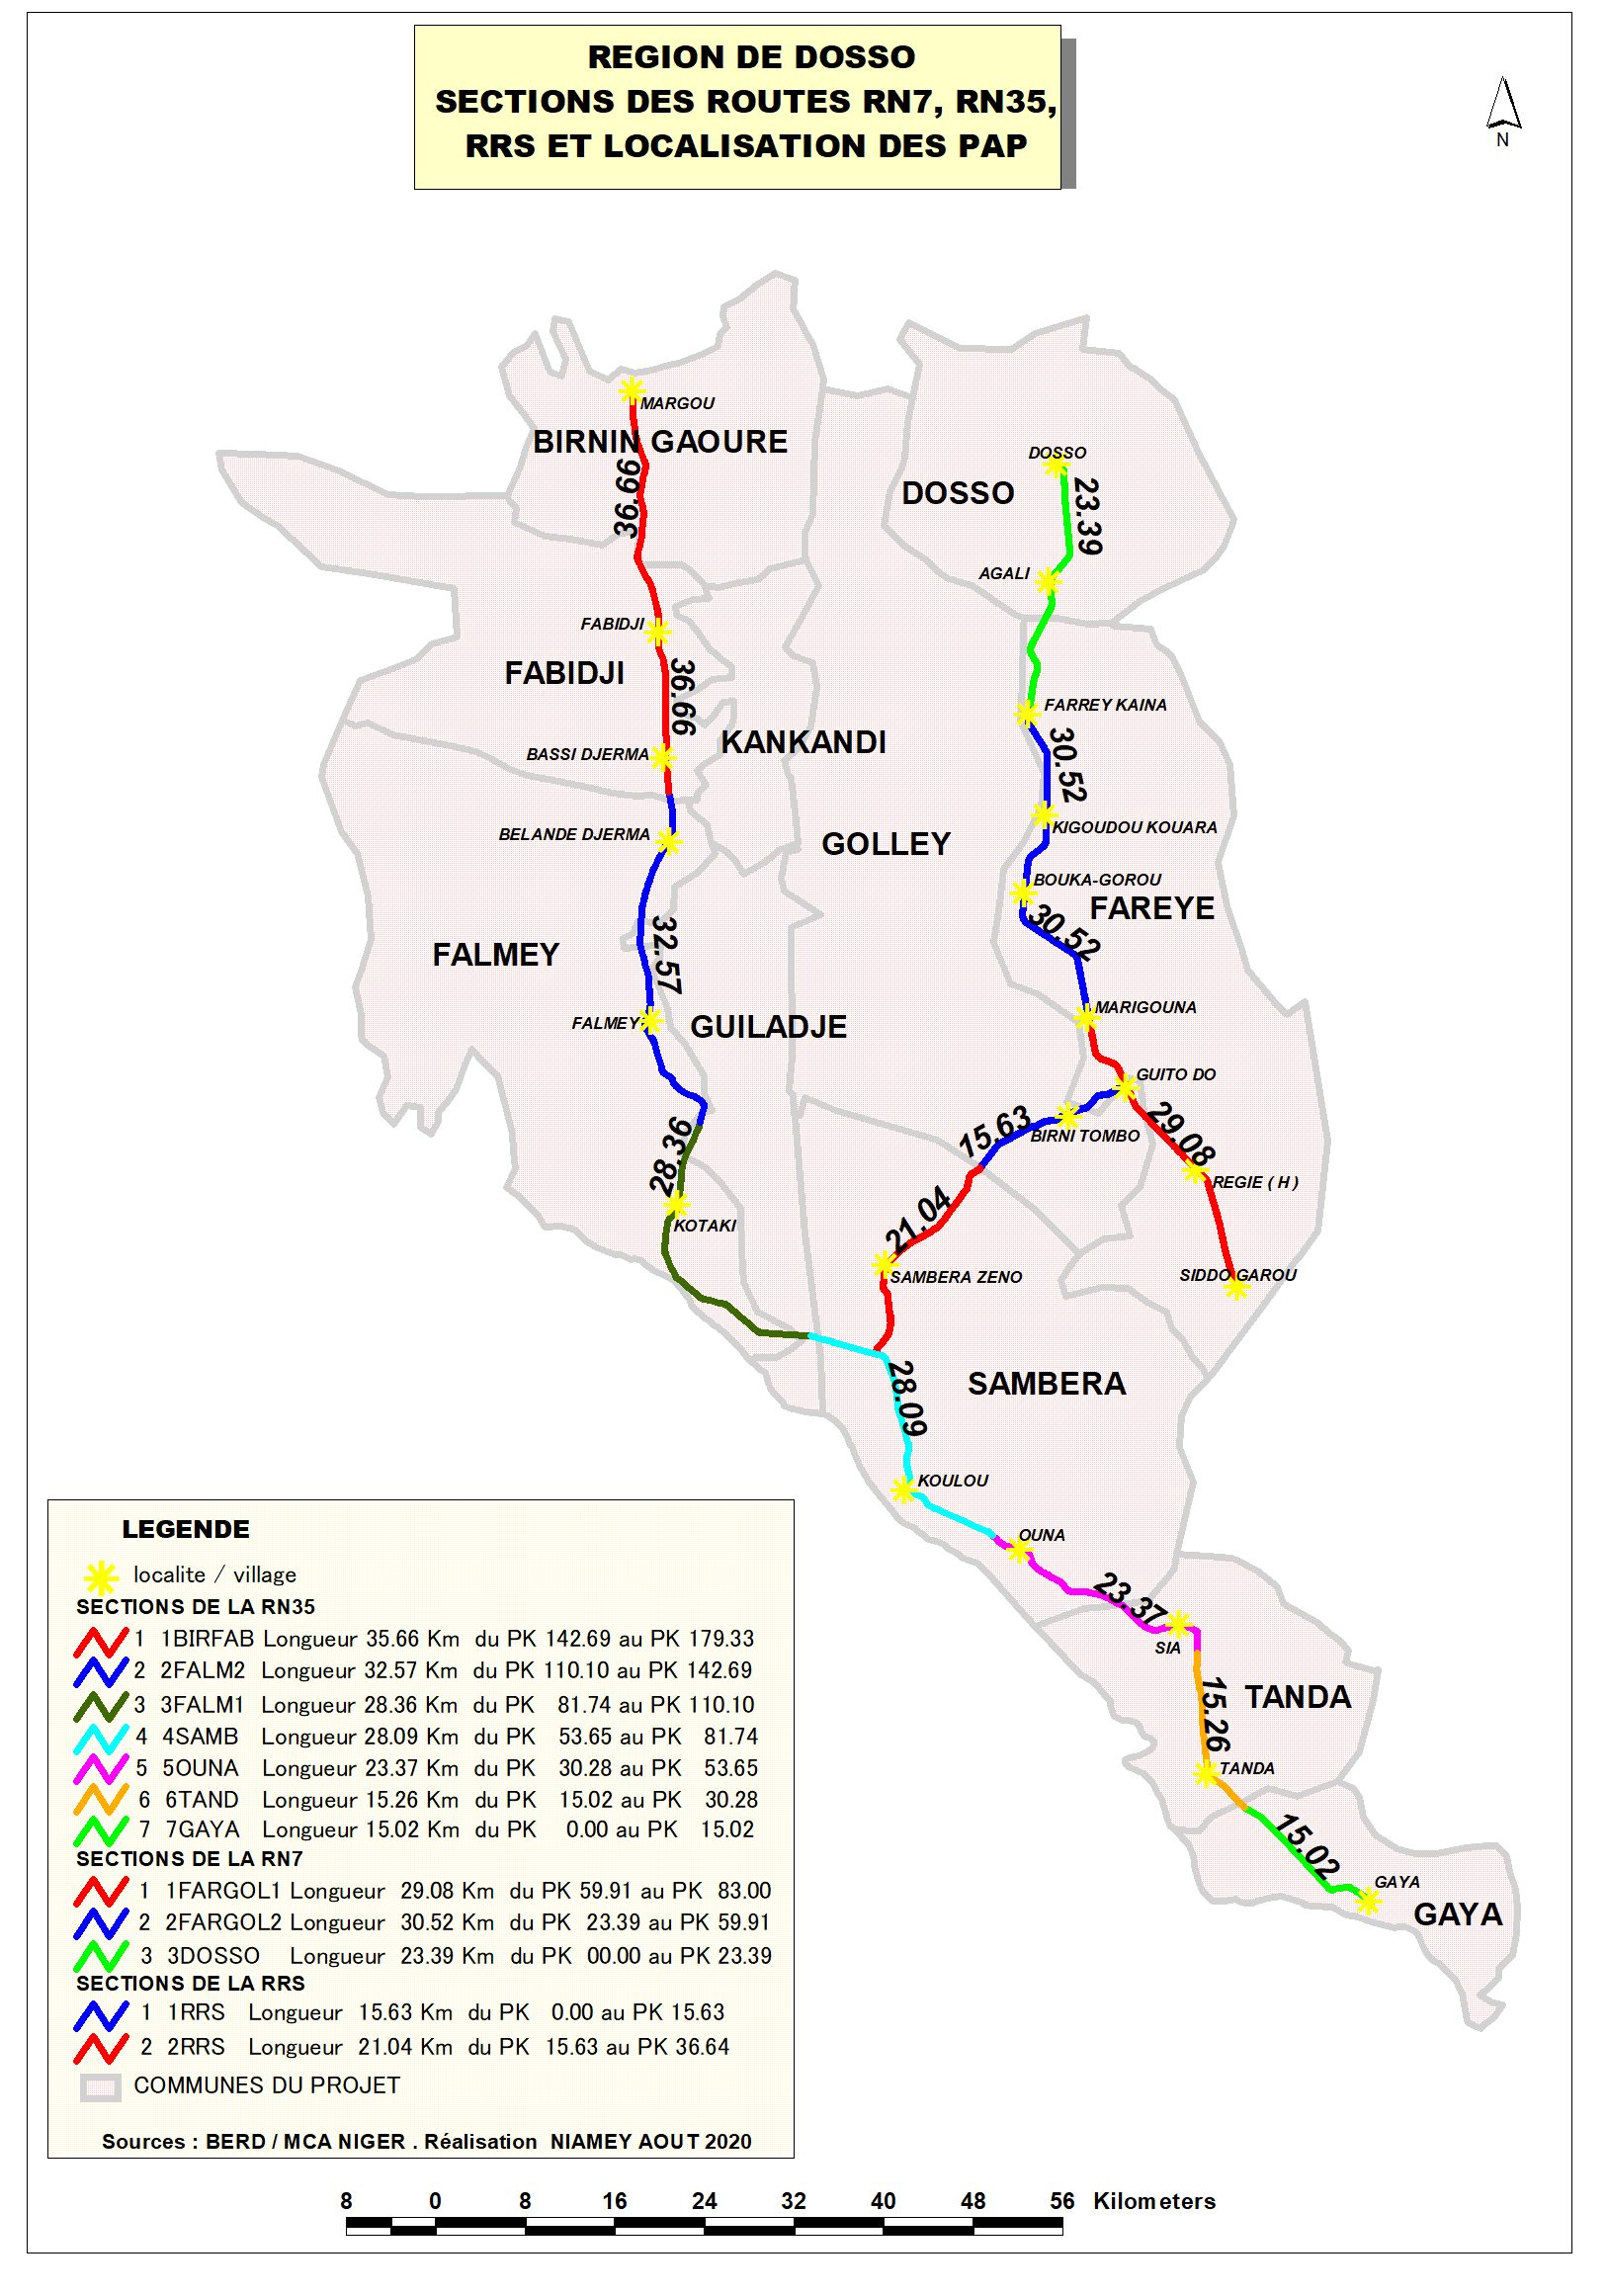 REGION DE DOSSO
SECTIONS DES ROUTES RN7, RN35,
RRS ET LOCALISATION DES PAP
N
MARGOU
BIRNIN GAOURE
36.66
DOSSO
DOSSO
23.39
AGALI
FABIDJI
FABIDJI
36.66
FARREY KAINA
KANKANDI
BASSI DJERMA
30.52
BELANDE DJERMA
KIGOUDOU KOUARA
GOLLEY
BOUKA-GOROU
FAREYE
30.52
FALMEY
32.57
MARIGOUNA
FALMEY
GUILADJE
GUITO DO
15.63
BIRNI TOMBO
29.08
28.36
REGIE ( H )
KOTAKI
21.04
SAMBERA ZENO
SIDDO GAROU
28.09
SAMBERA
KOULOU
OUNA
23.37
SIA
TANDA
15.26
TANDA
15.02
GAYA
GAYA
LEGENDE
localite / village
SECTIONS DE LA RN35
1 1BIRFAB Longueur 35.66 Km du PK 142.69 au PK 179.33
2 2FALM2 Longueur 32.57 Km du PK 110.10 au PK 142.69
3 3FALM1 Longueur 28.36 Km du PK 81.74 au PK 110.10
4 4SAMB Longueur 28.09 Km du PK 53.65 au PK 81.74
5 5OUNA Longueur 23.37 Km du PK 30.28 au PK 53.65
6 6TAND Longueur 15.26 Km du PK 15.02 au PK 30.28
7 7GAYA Longueur 15.02 Km du PK 0.00 au PK 15.02
SECTIONS DE LA RN7
1 1FARGOL1 Longueur 29.08 Km du PK 59.91 au PK 83.00
2 2FARGOL2 Longueur 30.52 Km du PK 23.39 au PK 59.91
3 3DOSSO Longueur 23.39 Km du PK 00.00 au PK 23.39
SECTIONS DE LA RRS
1 1RRS Longueur 15.63 Km du PK 0.00 au PK 15.63
2 2RRS Longueur 21.04 Km du PK 15.63 au PK 36.64
COMMUNES DU PROJET
Sources : BERD / MCA NIGER . Réalisation NIAMEY AOUT 2020
8 0 8 16 24 32 40 48 56 Kilometers